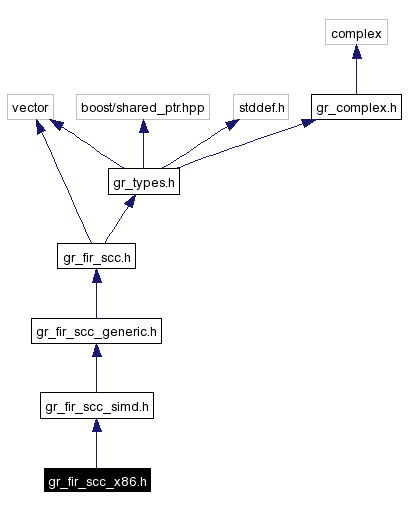 complex
vector
boost/shared_ptr.hpp
stddef.h
gr_complex.h
gr_types.h
gr_fir_scc.h
gr_fir_scc_generic.h
gr_fir_scc_simd.h
gr_fir_scc_x86.h